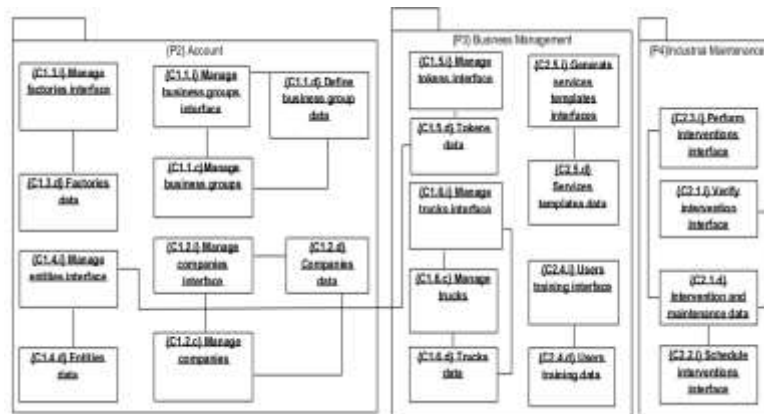 {P2} Account
{C1.3.i} Manage
factories.interface
{C1.1.i} Manage
business.groups.
interface
{C1.1.d} Define
business group
data
{C1.3.d} Factories
data
{C1.1.c} Manage
business groups
{C1.4.i} Manage
entities.interface
{C1.2.i} Manage
companies
interface
{C1.2.d}
Companies
data
{C1.4.d} Entities
data
{C1.2.c} Manage
companies
{P3} Business Management
{C1.5.i} Manage
tokens.interface
{C2.5.i} Generate
services
templates
interfaces
{C1.5.d} Tokens
data
{C1.6.i} Manage
trucks.interface
{C2.5.d}
Services
templates.data
{C1.6.c} Manage
trucks
{C2.4.i} Users
training interface
{C1.6.d} Trucks
data
{C2.4.d} Users
training.data
{P4}Industrial Maintenance
{C2.3.i} Perform
interventions
interface
{C2.1.i} Verify
intervention
interface
{C2.1.d}
Intervention and
maintenance data
{C2.2.i} Schedule
interventions
interface